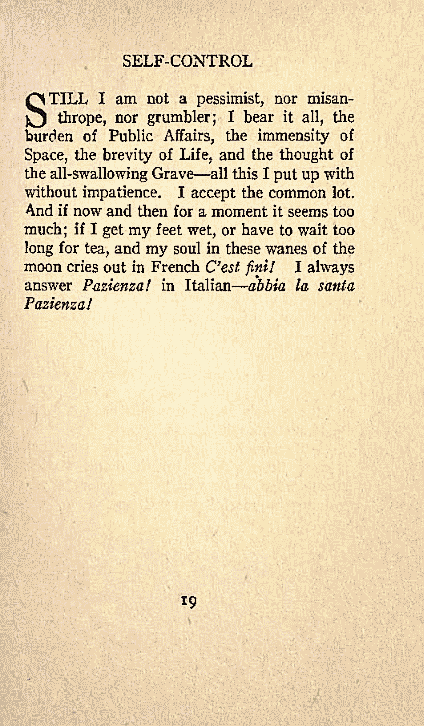 SELF-CONTROL
STILL I am not a pessimist, nor misan-
thrope, nor grumbler; I bear it all, the
burden of Public Affairs, the immensity of
Space, the brevity of Life, and the thought of
the all-swallowing Grave—all this I put up with
without impatience. I accept the common lot.
And if now and then for a moment it seems too
much; if I get my feet wet, or have to wait too
long for tea, and my soul in these wanes of the
moon cries out in French C'est fini! I always
answer Pazienza! in Italian—abbia la santa
Pazienza!
19